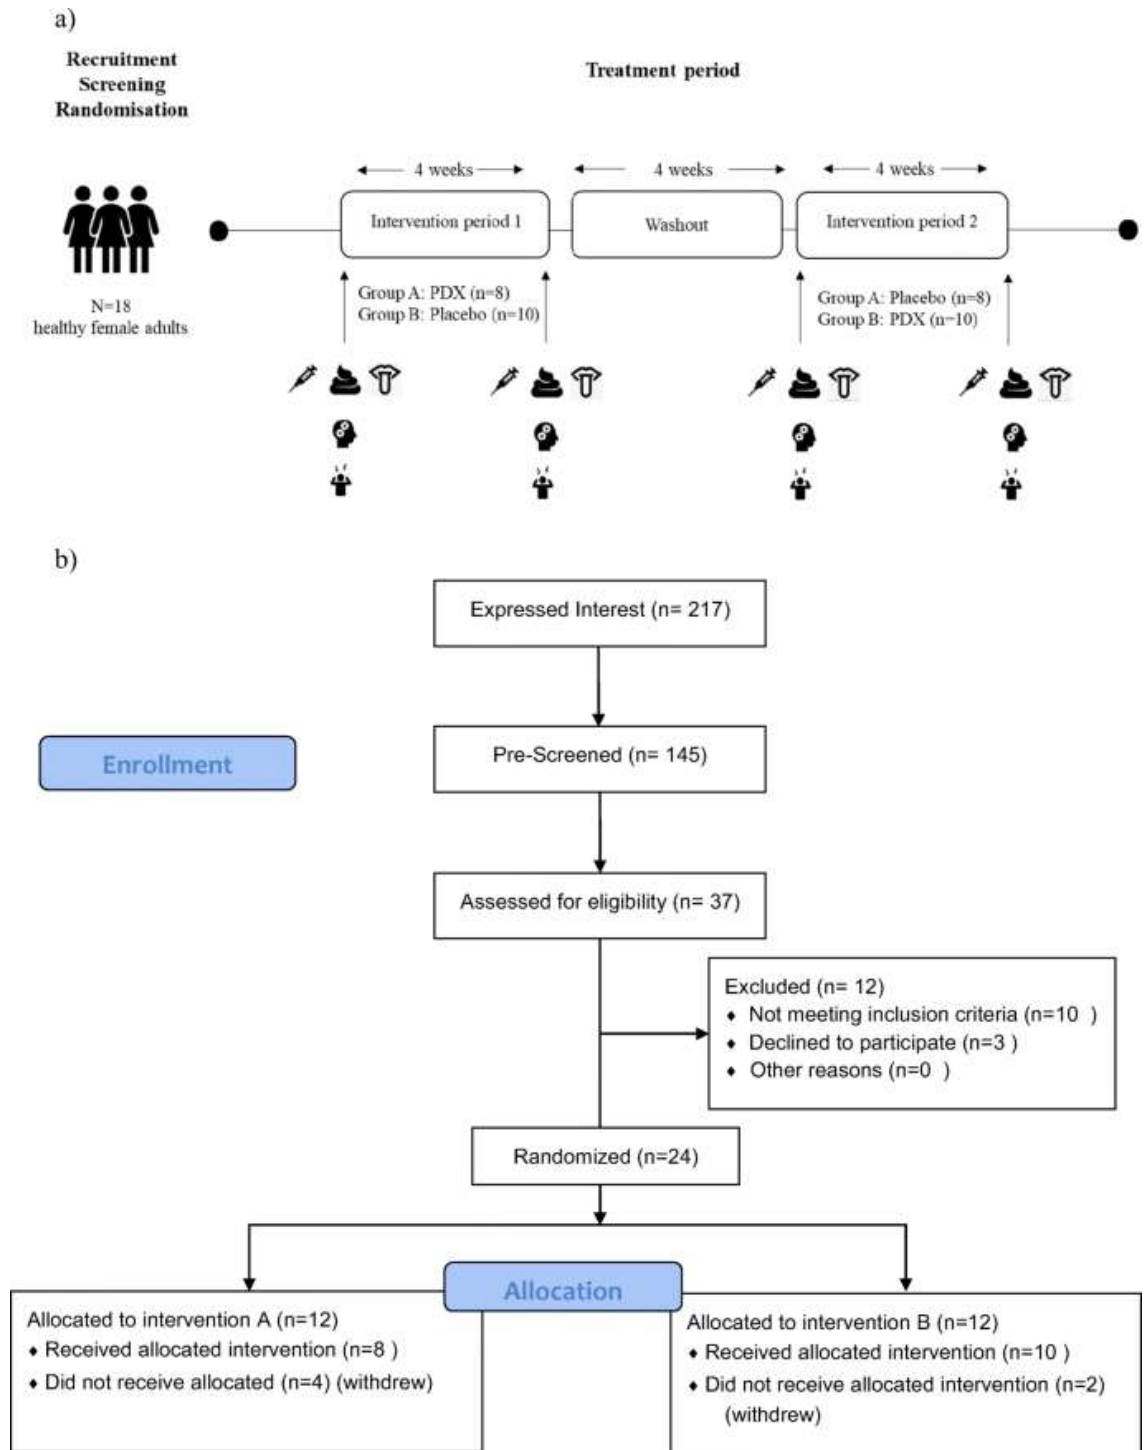 a)
Recruitment
Screening
Randomisation
Treatment period
4 weeks
4 weeks
4 weeks
Intervention period 1
Washout
Intervention period 2
N=18
healthy female adults
Group A: PDX (n=8)
Group B: Placebo (n=10)
Group A: Placebo (n=8)
Group B: PDX (n=10)
b)
Expressed Interest (n= 217)
Enrollment
Pre-Screened (n= 145)
Assessed for eligibility (n= 37)
Excluded (n= 12)
♦ Not meeting inclusion criteria (n=10 )
♦ Declined to participate (n=3 )
♦ Other reasons (n=0 )
Randomized (n=24)
Allocation
Allocated to intervention A (n=12)
♦ Received allocated intervention (n=8 )
♦ Did not receive allocated (n=4) (withdrew)
Allocated to intervention B (n=12)
♦ Received allocated intervention (n=10 )
♦ Did not receive allocated intervention (n=2)
(withdrew)